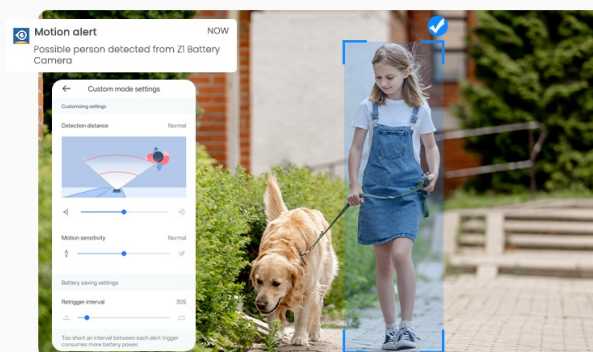 Motion alert NOW
Possible person detected from Z1 Battery
Camera
Custom mode settings
Customizing settings
Detection distance Normal
Motion sensitivity Normal
Battery saving settings
Retrigger interval 30S
Too short an interval between each alert trigger
consumes more battery power.